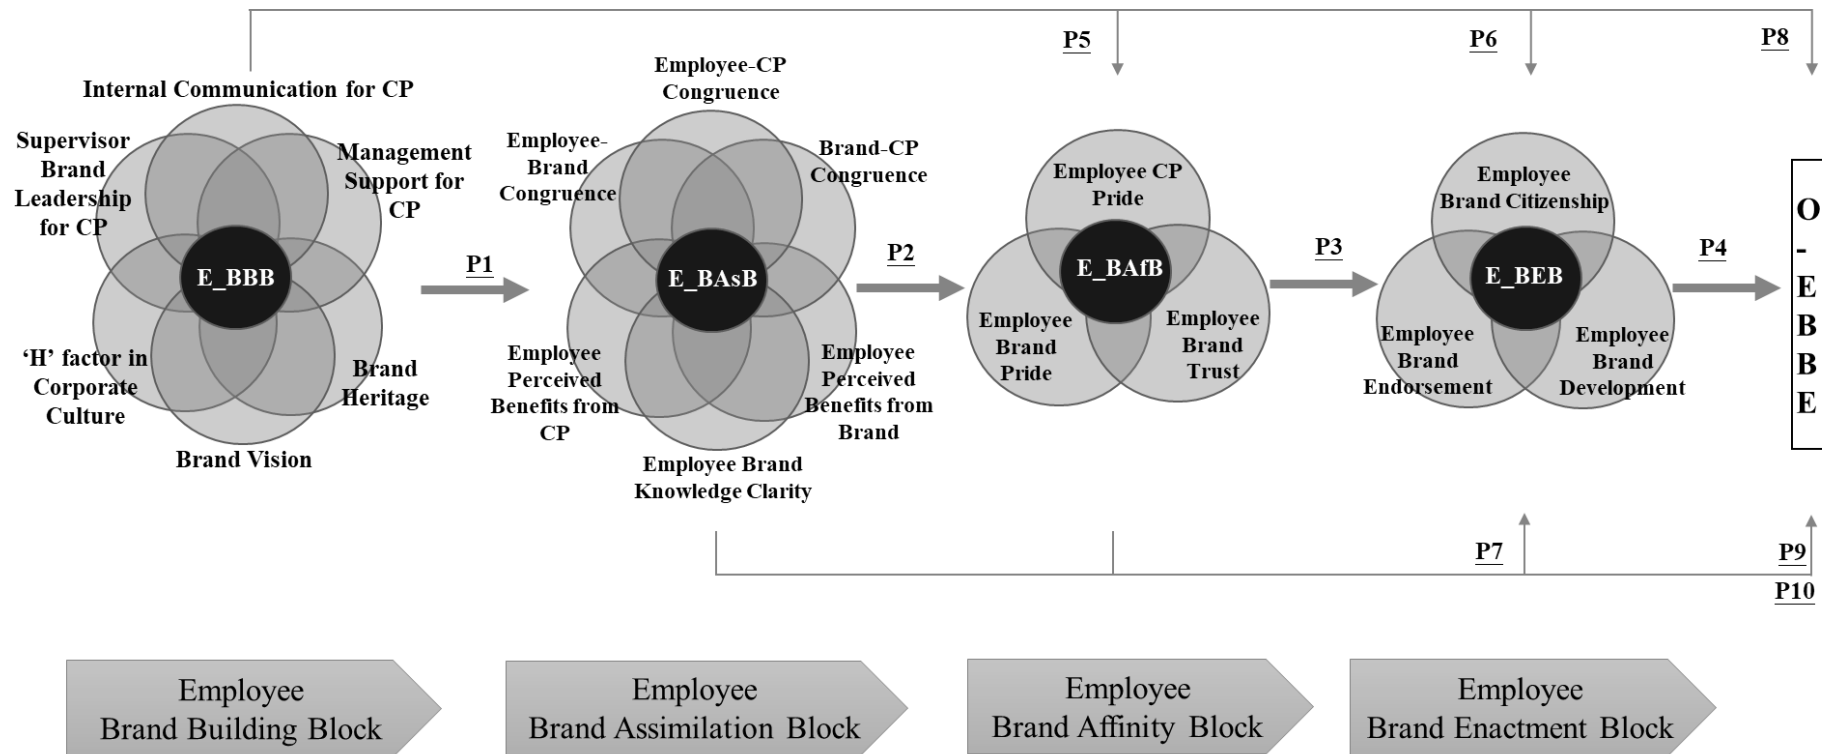 P5
P6
P8
Internal Communication for CP
Supervisor
Brand
Leadership
for CP
Management
Support for
CP
E_BBB
‘H’ factor in
Corporate
Culture
Brand
Heritage
Brand Vision
P1
Employee-CP
Congruence
Employee-
Brand
Congruence
Brand-CP
Congruence
E_BAsB
Employee
Perceived
Benefits from
CP
Employee
Perceived
Benefits from
Brand
Employee Brand
Knowledge Clarity
P2
Employee CP
Pride
E_BAfB
Employee
Brand
Pride
Employee
Brand
Trust
P3
Employee
Brand Citizenship
E_BEB
Employee
Brand
Endorsement
Employee
Brand
Development
P4
O
-
E
B
B
E
P7
P9
P10
Employee
Brand Building Block
Employee
Brand Assimilation Block
Employee
Brand Affinity Block
Employee
Brand Enactment Block